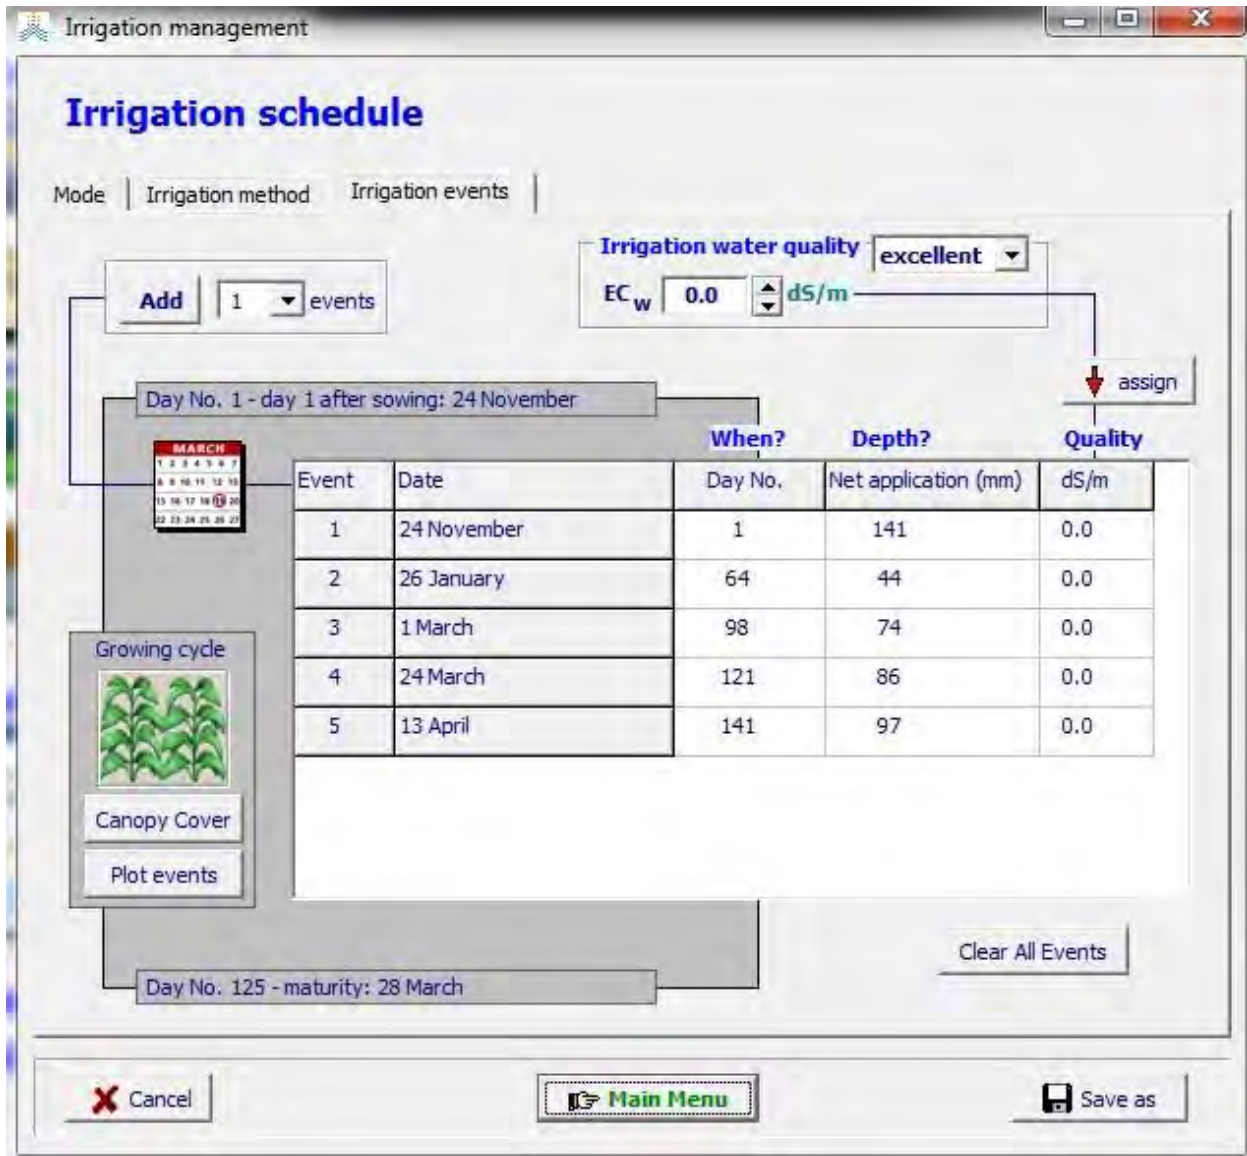 Irrigation management
Irrigation schedule
Mode Irrigation method Irrigation events
Irrigation water quality excellent
Add 1 events
ECw 0.0 dS/m
assign
Day No. 1 - day 1 after sowing: 24 November
When? Depth? Quality
MARCH
Event Date Day No. Net application (mm) dS/m
1 24 November 1 141 0.0
2 26 January 64 44 0.0
3 1 March 98 74 0.0
4 24 March 121 86 0.0
5 13 April 141 97 0.0
Growing cycle
Canopy Cover
Plot events
Clear All Events
Day No. 125 - maturity: 28 March
Cancel Main Menu Save as